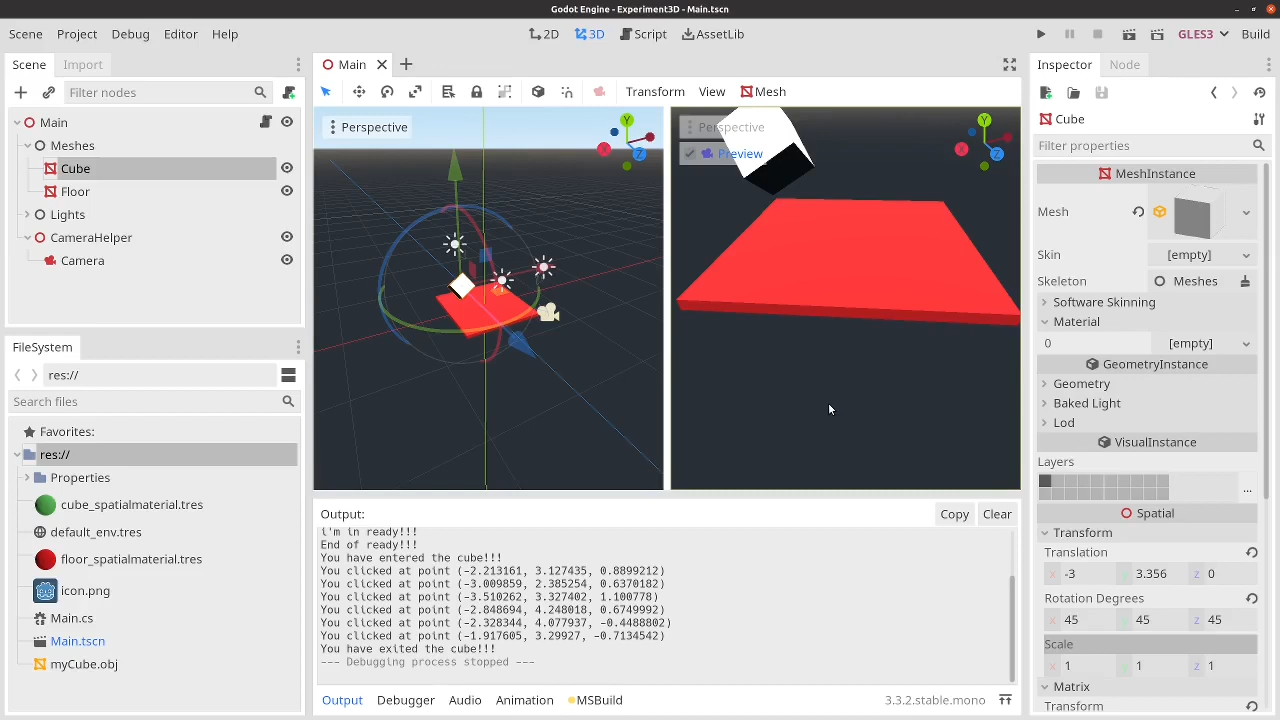 Godot Engine - Experiment3D - Main.tscn
Scene Project Debug Editor Help 2D 3D Script AssetLib GLES3 Build
Scene Import
Filter nodes
Main
Meshes
Cube
Floor
Lights
CameraHelper
Camera
FileSystem
res://
Search files
Favorites:
res://
Properties
cube_spatialmaterial.tres
default_env.tres
floor_spatialmaterial.tres
icon.png
Main.cs
Main.tscn
myCube.obj
Main
Transform View Mesh
Perspective
Y
X
Z
Perspective
Preview
Y
X
Z
Output: Copy Clear
i'm in ready!!!
End of ready!!!
You have entered the cube!!!
You clicked at point (-2.213161, 3.127435, 0.8899212)
You clicked at point (-3.009859, 2.385254, 0.6370182)
You clicked at point (-3.510262, 3.327402, 1.100778)
You clicked at point (-2.848694, 4.248018, 0.6749992)
You clicked at point (-2.328344, 4.077937, -0.4488802)
You clicked at point (-1.917605, 3.29927, -0.7134542)
You have exited the cube!!!
--- Debugging process stopped ---
Output Debugger Audio Animation MSBuild 3.3.2.stable.mono
Inspector Node
Cube
Filter properties
MeshInstance
Mesh
Skin [empty]
Skeleton Meshes
Software Skinning
Material
0 [empty]
GeometryInstance
Geometry
Baked Light
Lod
VisualInstance
Layers
...
Spatial
Transform
Translation
x -3 y 3.356 z 0
Rotation Degrees
x 45 y 45 z 45
Scale
x 1 y 1 z 1
Matrix
Transform